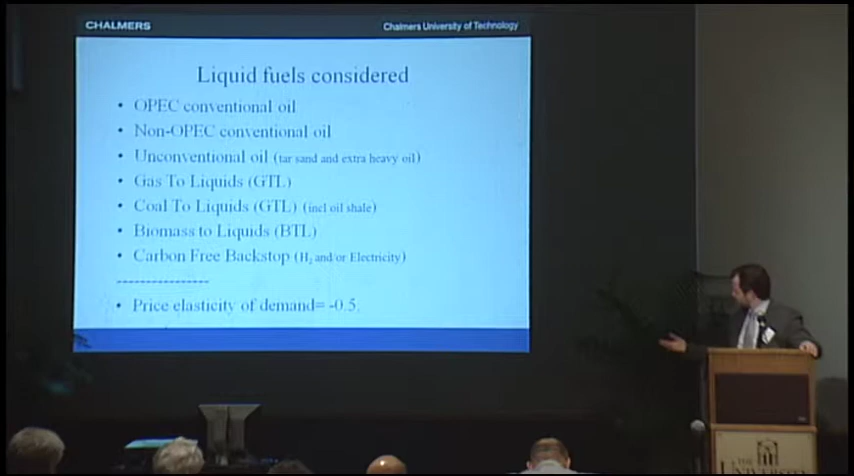 CHALMERS
Chalmers University of Technology
Liquid fuels considered
• OPEC conventional oil
• Non-OPEC conventional oil
• Unconventional oil (tar sand and extra heavy oil)
• Gas To Liquids (GTL)
• Coal To Liquids (GTL) (incl oil shale)
• Biomass to Liquids (BTL)
• Carbon Free Backstop (H₂ and/or Electricity)
----------------
• Price elasticity of demand= -0.5.
THE
UNIVERSITY